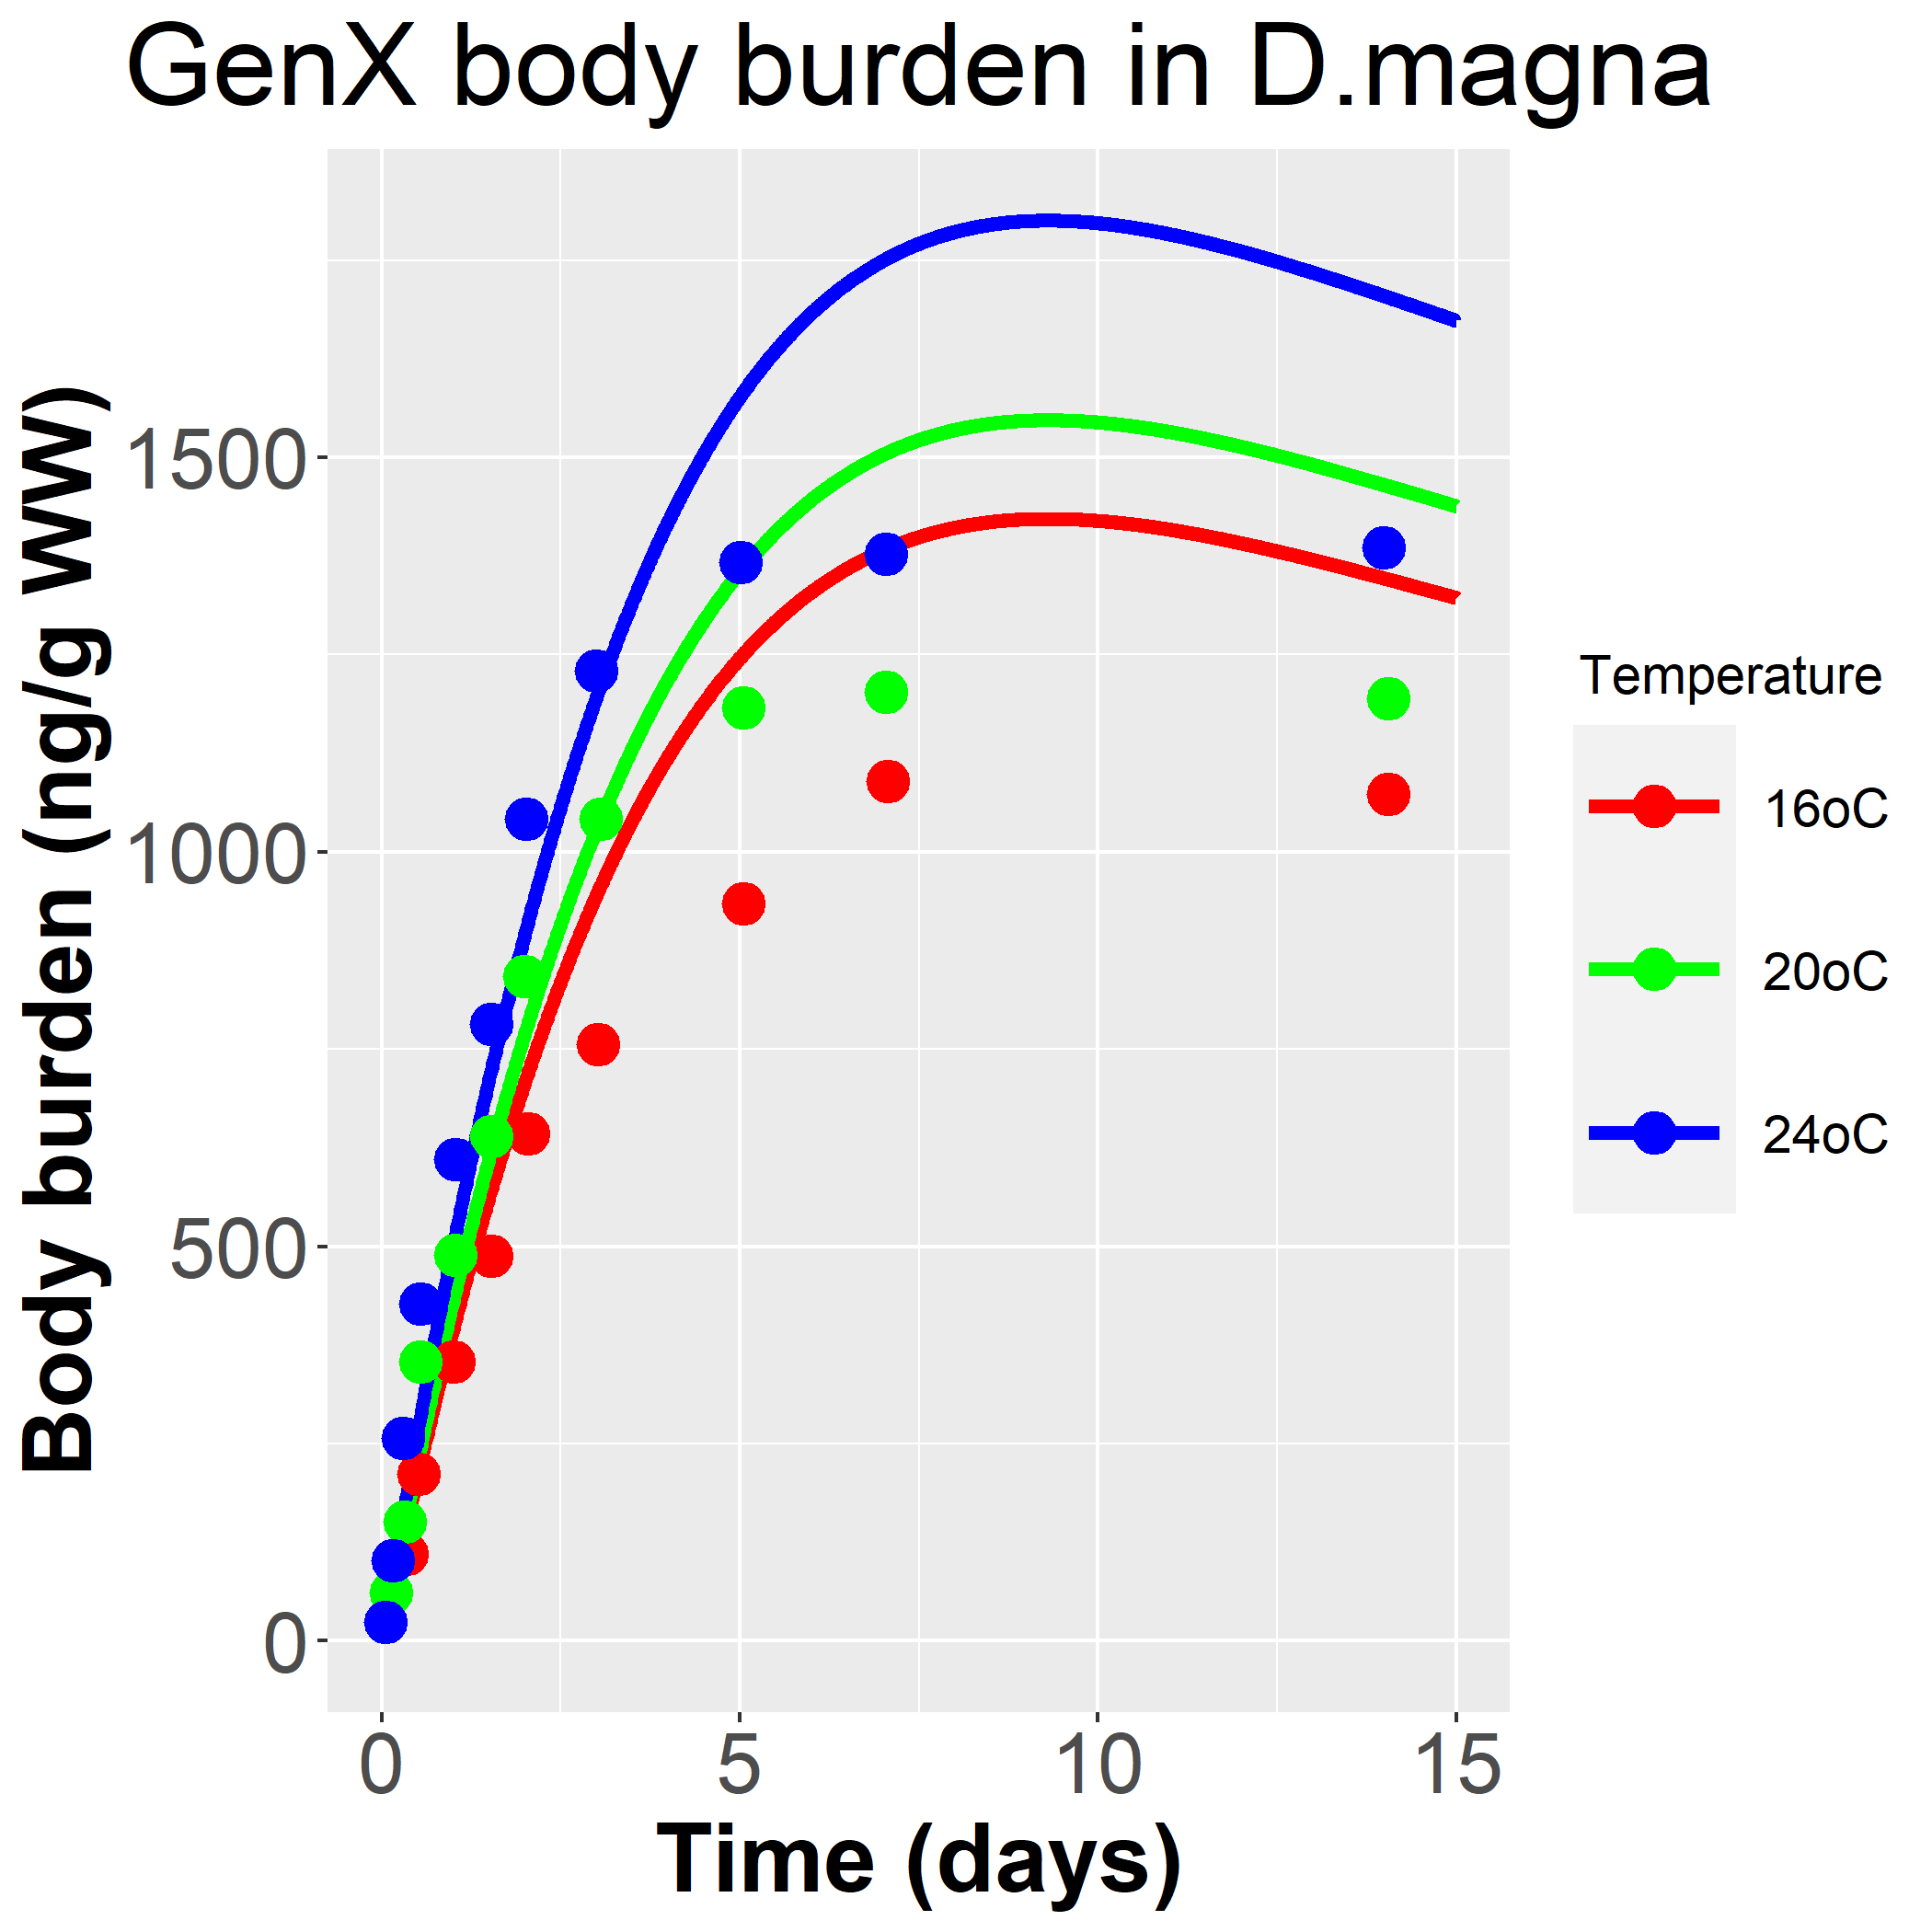 GenX body burden in D.magna
Body burden (ng/g WW)
1500
1000
500
0
0 5 10 15
Time (days)
Temperature
16oC
20oC
24oC